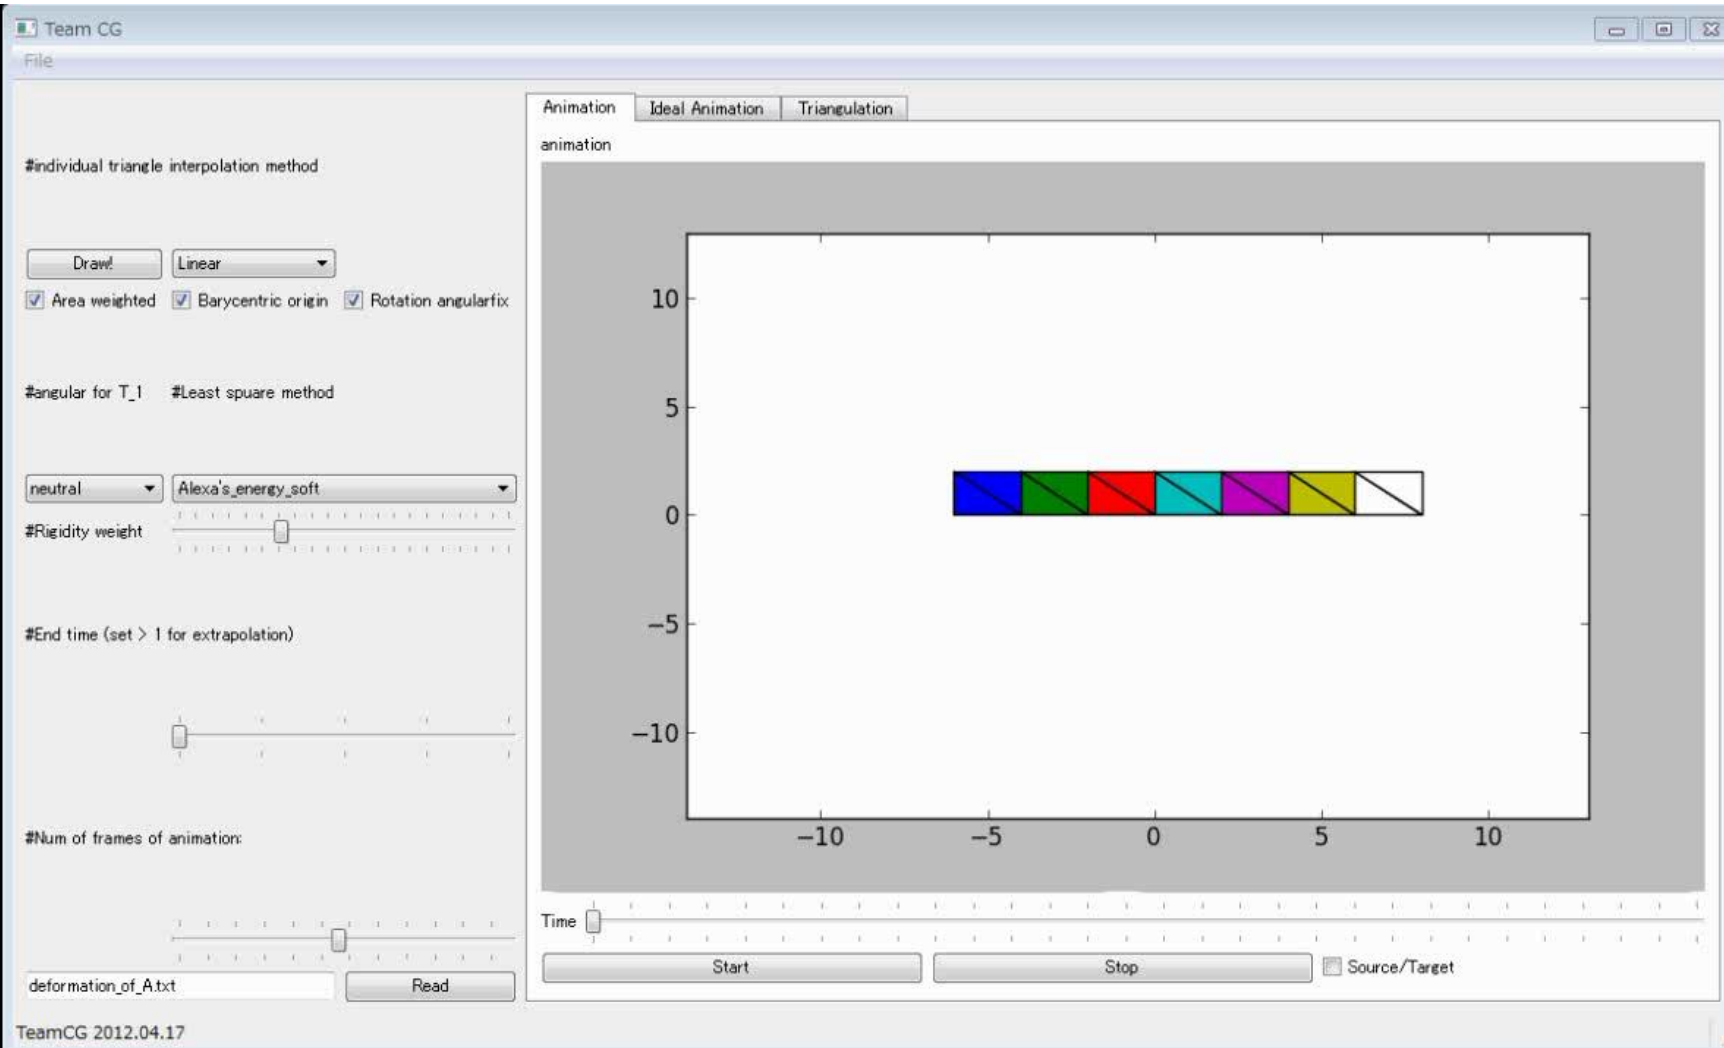 Team CG
File
Animation Ideal Animation Triangulation
animation
#individual triangle interpolation method
Draw! Linear
Area weighted Barycentric origin Rotation angularfix
#angular for T_1 #Least spuare method
neutral Alexa's_energy_soft
#Rigidity weight
#End time (set > 1 for extrapolation)
#Num of frames of animation:
deformation_of_A.txt Read
10
5
0
−5
−10
−10 −5 0 5 10
Time
Start Stop Source/Target
TeamCG 2012.04.17